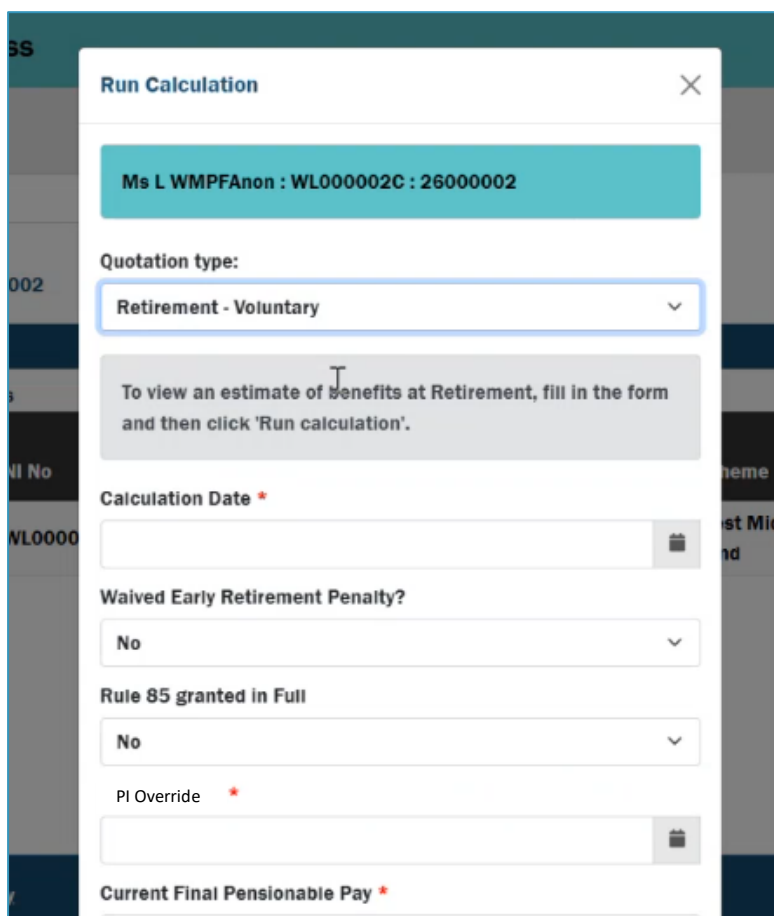 ss
Run Calculation
Ms L WMPFAnon : WL000002C : 26000002
Quotation type:
002
Retirement - Voluntary
To view an estimate of benefits at Retirement, fill in the form
and then click 'Run calculation'.
NI No
heme
Calculation Date *
WL0000
st Mid
nd
Waived Early Retirement Penalty?
No
Rule 85 granted in Full
No
PI Override *
Current Final Pensionable Pay *